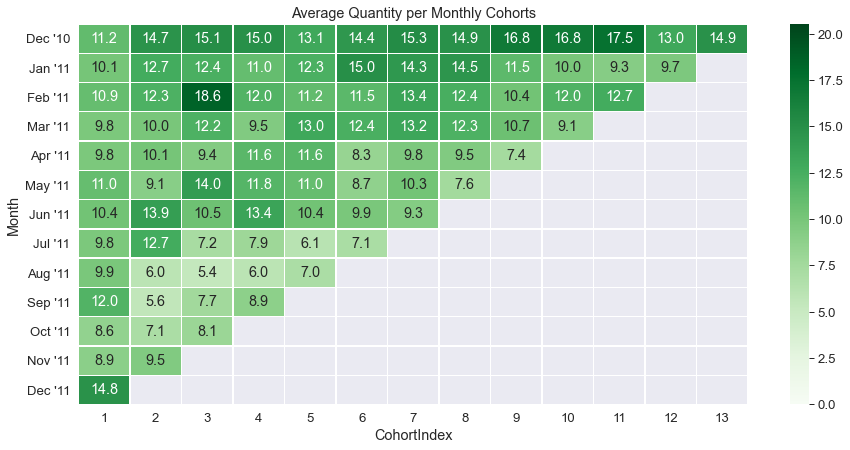 Average Quantity per Monthly Cohorts
Month
Dec '10 11.2 14.7 15.1 15.0 13.1 14.4 15.3 14.9 16.8 16.8 17.5 13.0 14.9
Jan '11 10.1 12.7 12.4 11.0 12.3 15.0 14.3 14.5 11.5 10.0 9.3 9.7
Feb '11 10.9 12.3 18.6 12.0 11.2 11.5 13.4 12.4 10.4 12.0 12.7
Mar '11 9.8 10.0 12.2 9.5 13.0 12.4 13.2 12.3 10.7 9.1
Apr '11 9.8 10.1 9.4 11.6 11.6 8.3 9.8 9.5 7.4
May '11 11.0 9.1 14.0 11.8 11.0 8.7 10.3 7.6
Jun '11 10.4 13.9 10.5 13.4 10.4 9.9 9.3
Jul '11 9.8 12.7 7.2 7.9 6.1 7.1
Aug '11 9.9 6.0 5.4 6.0 7.0
Sep '11 12.0 5.6 7.7 8.9
Oct '11 8.6 7.1 8.1
Nov '11 8.9 9.5
Dec '11 14.8
1 2 3 4 5 6 7 8 9 10 11 12 13
CohortIndex
20.0
17.5
15.0
12.5
10.0
7.5
5.0
2.5
0.0